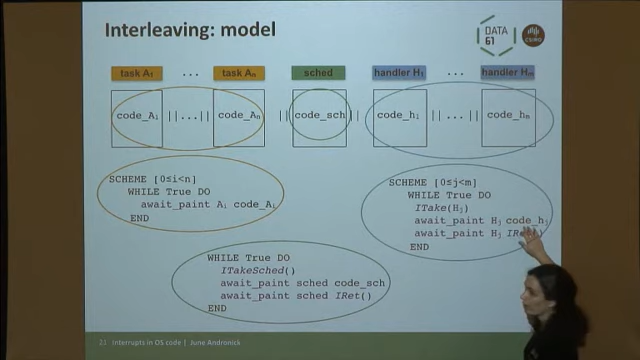 Interleaving: model
DATA
61
CSIRO
task A₁ ... task Aₙ sched handler H₁ ... handler Hₘ
code_A₁ ||...|| code_Aₙ || code_sch || code_h₁ || ... || code_hₘ
SCHEME [0≤i<n]
WHILE True DO
await_paint Aᵢ code_Aᵢ
END
SCHEME [0≤j<m]
WHILE True DO
ITake(Hⱼ)
await_paint Hⱼ code_hⱼ
await_paint Hⱼ IRet()
END
WHILE True DO
ITakeSched()
await_paint sched code_sch
await_paint sched IRet()
END
21 Interrupts in OS code | June Andronick